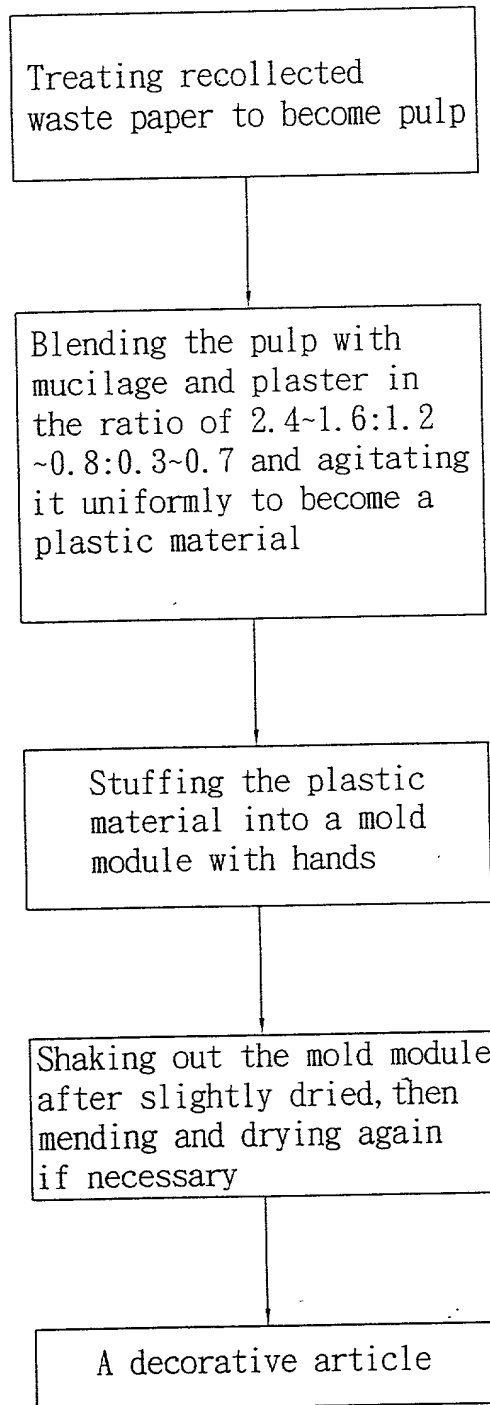 Treating recollected
waste paper to become pulp
Blending the pulp with
mucilage and plaster in
the ratio of 2.4~1.6:1.2
~0.8:0.3~0.7 and agitating
it uniformly to become a
plastic material
Stuffing the plastic
material into a mold
module with hands
Shaking out the mold module
after slightly dried, then
mending and drying again
if necessary
A decorative article